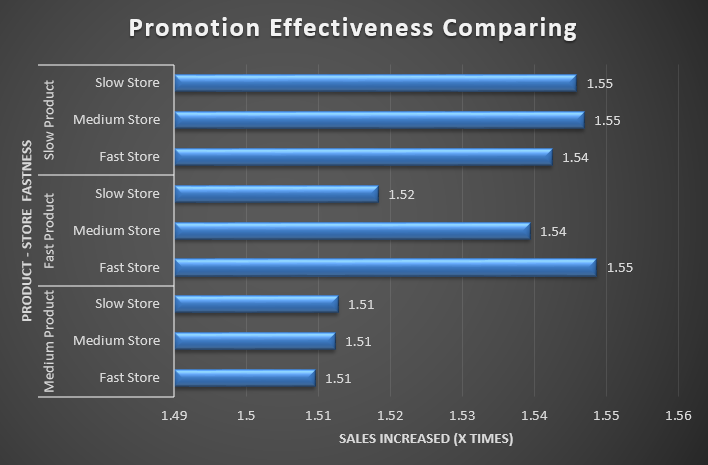 Promotion Effectiveness Comparing
PRODUCT - STORE FASTNESS
Slow Product
Slow Store 1.55
Medium Store 1.55
Fast Store 1.54
Fast Product
Slow Store 1.52
Medium Store 1.54
Fast Store 1.55
Medium Product
Slow Store 1.51
Medium Store 1.51
Fast Store 1.51
1.49 1.5 1.51 1.52 1.53 1.54 1.55 1.56
SALES INCREASED (X TIMES)